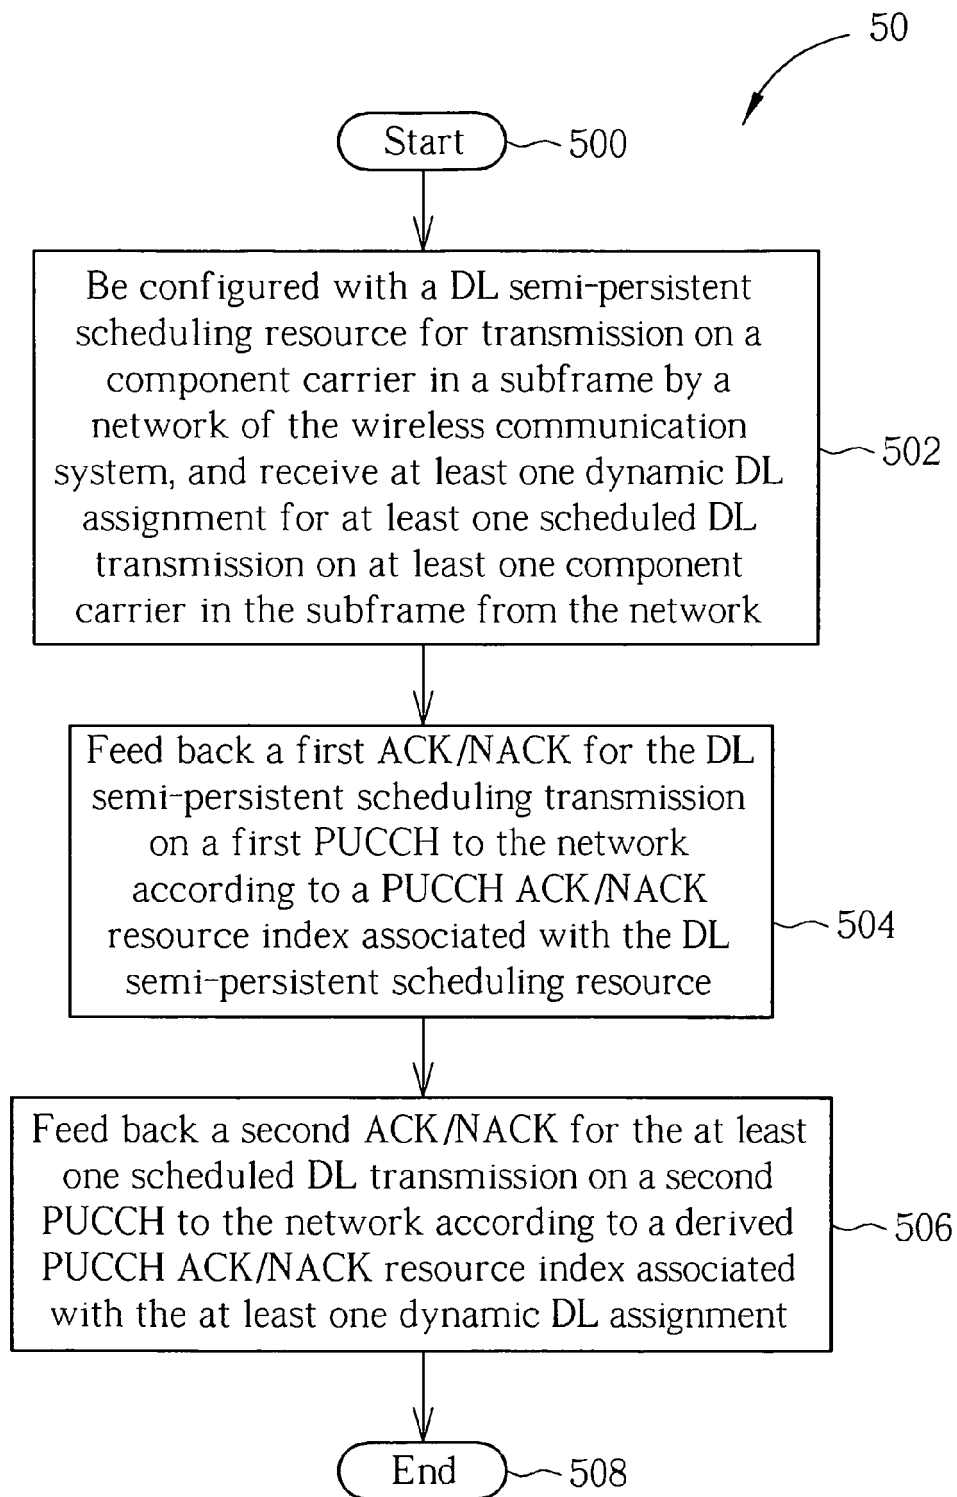 50
Start
500
Be configured with a DL semi-persistent
scheduling resource for transmission on a
component carrier in a subframe by a
network of the wireless communication
system, and receive at least one dynamic DL
assignment for at least one scheduled DL
transmission on at least one component
carrier in the subframe from the network
502
Feed back a first ACK/NACK for the DL
semi-persistent scheduling transmission
on a first PUCCH to the network
according to a PUCCH ACK/NACK
resource index associated with the DL
semi-persistent scheduling resource
504
Feed back a second ACK/NACK for the at least
one scheduled DL transmission on a second
PUCCH to the network according to a derived
PUCCH ACK/NACK resource index associated
with the at least one dynamic DL assignment
506
End
508